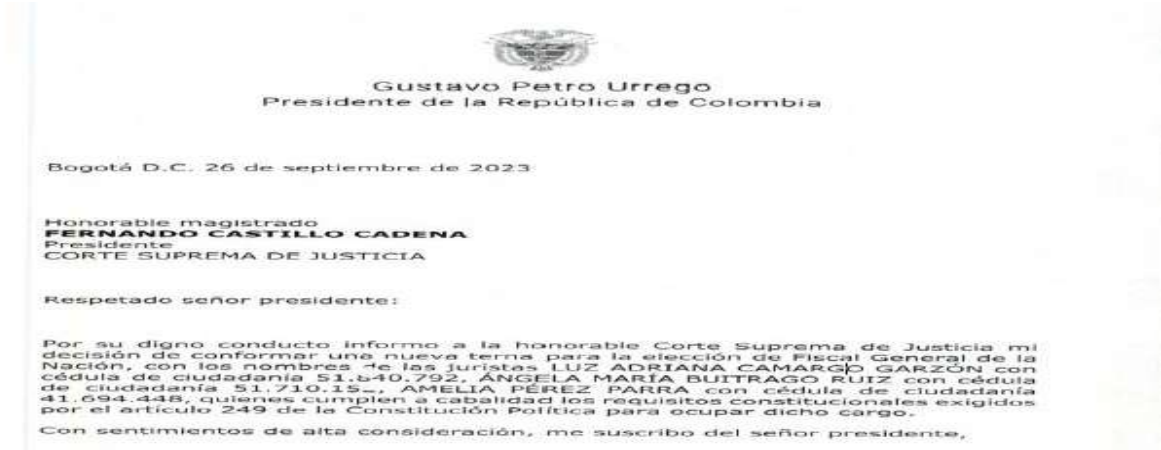 Gustavo Petro Urrego
Presidente de la República de Colombia
Bogotá D.C. 26 de septiembre de 2023
Honorable magistrado
FERNANDO CASTILLO CADENA
Presidente
CORTE SUPREMA DE JUSTICIA
Respetado señor presidente:
Por su digno conducto informo a la honorable Corte Suprema de Justicia mi
decisión de conformar una nueva terna para la elección de Fiscal General de la
Nación, con los nombres de las juristas LUZ ADRIANA CAMARGO GARZÓN con
cédula de ciudadanía ÁNGELA MARÍA BUITRAGO RUIZ con cédula
de ciudadanía AMELIA PÉREZ PARRA con cédula de ciudadanía
41.694.448, quienes cumplen a cabalidad los requisitos constitucionales exigidos
por el artículo 249 de la Constitución Política para ocupar dicho cargo.
Con sentimientos de alta consideración, me suscribo del señor presidente,